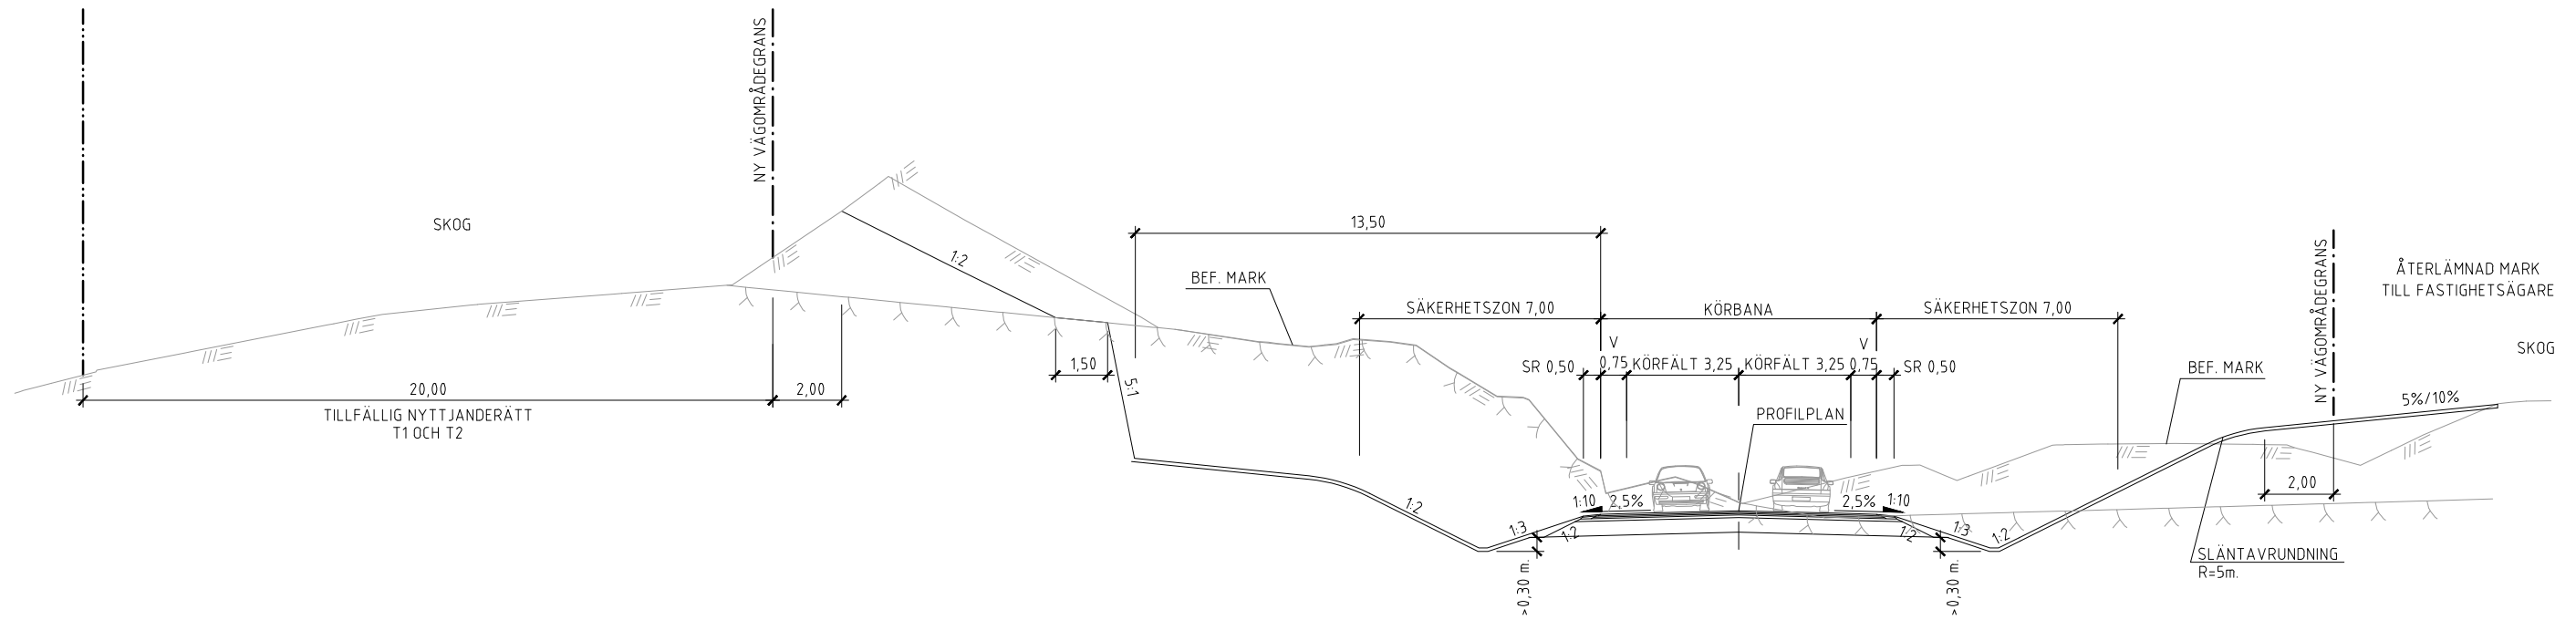 NY VÄGOMRÅDEGRANS
SKOG
1:2
13,50
BEF. MARK
SÄKERHETSZON 7,00
KÖRBANA
SÄKERHETSZON 7,00
NY VÄGOMRÅDEGRANS
ÅTERLÄMNAD MARK
TILL FASTIGHETSÄGARE
SKOG
V
V
SR 0,50
0,75
KÖRFÄLT 3,25
KÖRFÄLT 3,25
0,75
SR 0,50
1,50
5:1
20,00
2,00
TILLFÄLLIG NYTTJANDERÄTT
T1 OCH T2
BEF. MARK
5%/10%
PROFILPLAN
2,00
1:2
1:10
2,5%
2,5%
1:10
1:3
1:2
1:2
1:3
1:2
>0,30 m.
>0,30 m.
SLÄNTAVRUNDNING
R=5m.